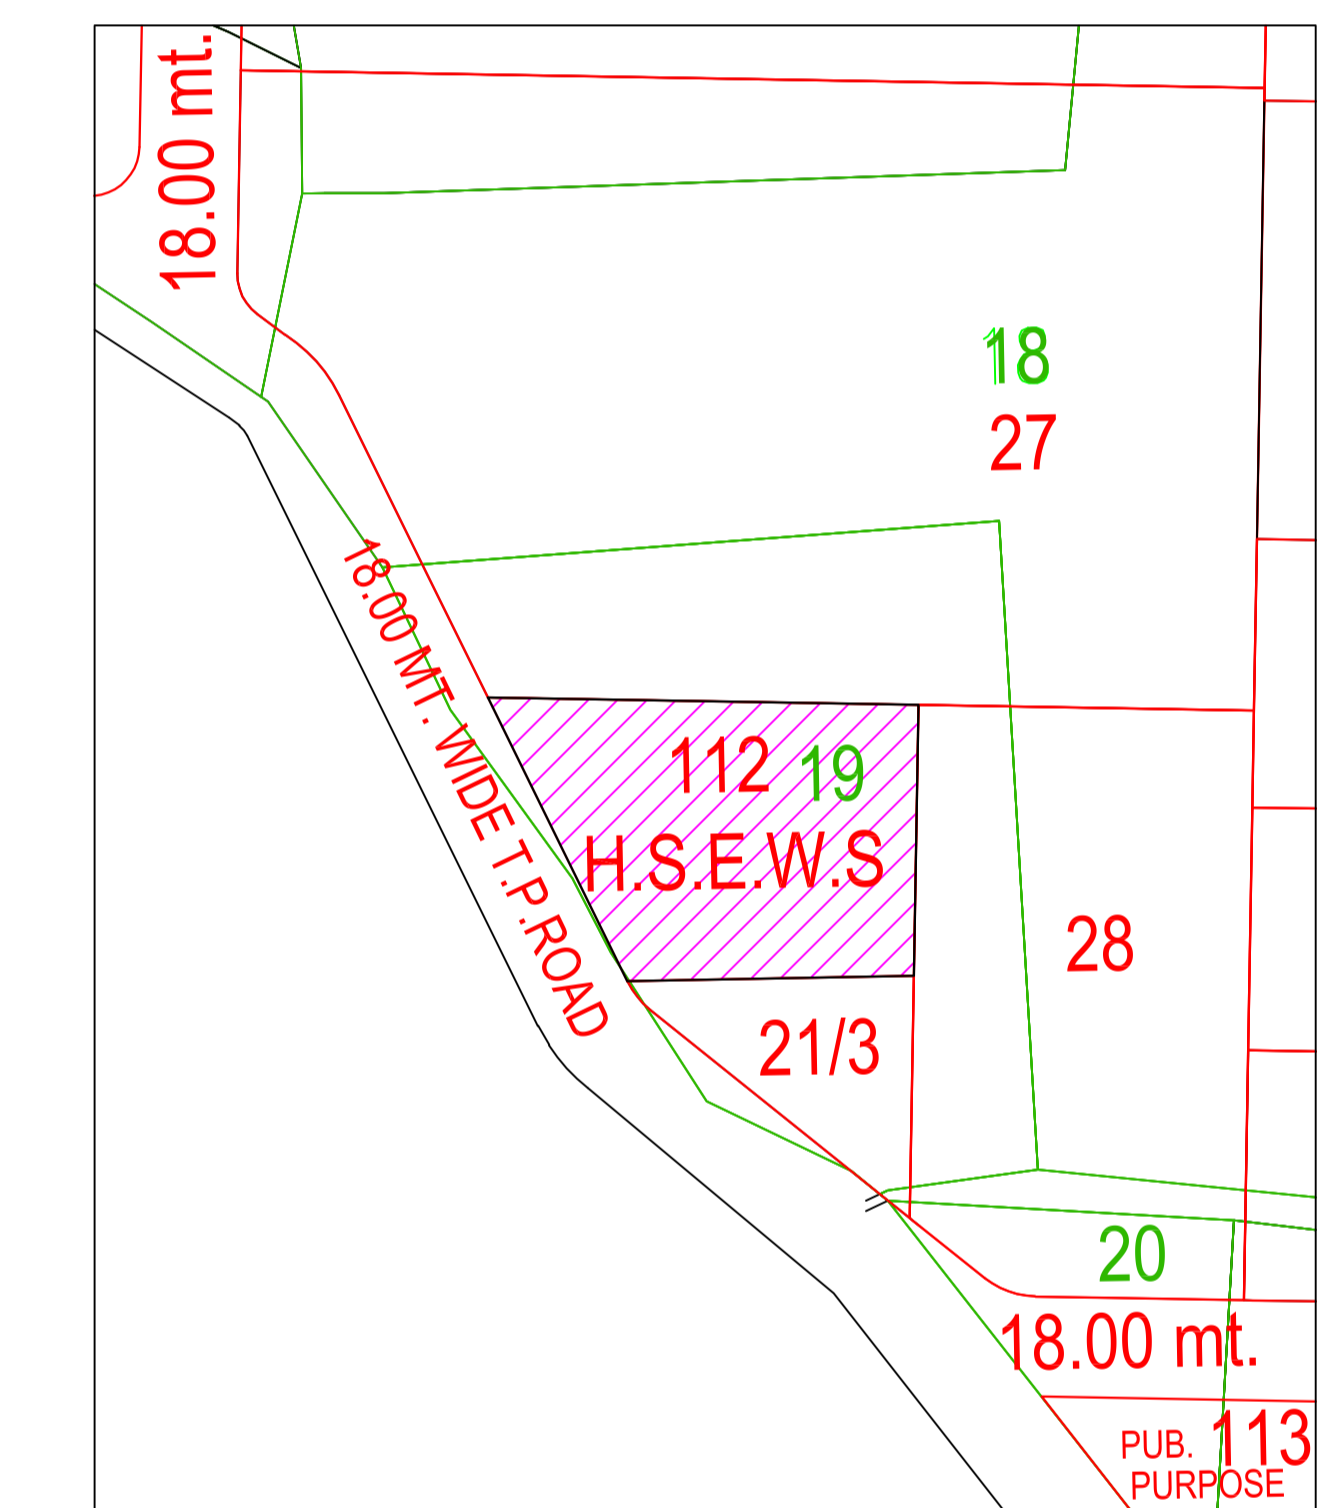 18.00 mt.
18
27
18.00 MT. WIDE T.P.ROAD
112 19
H.S.E.W.S
28
21/3
20
18.00 mt.
PUB. 113
PURPOSE